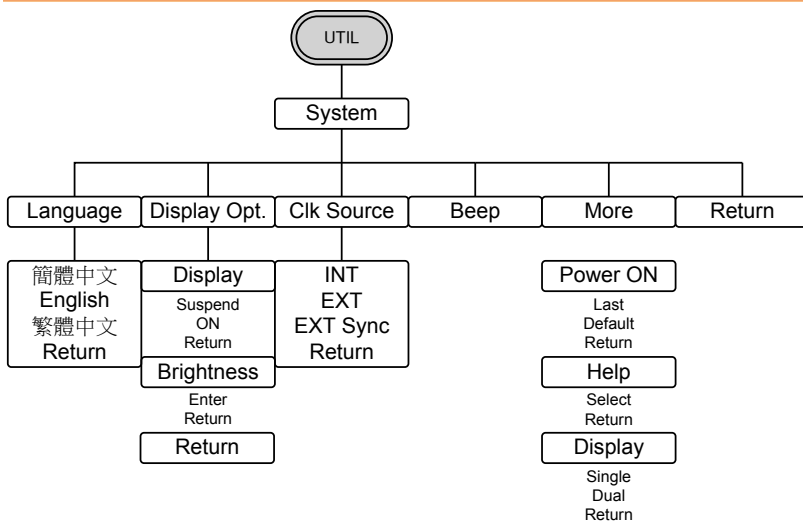 UTIL
System
Language
Display Opt.
Clk Source
Beep
More
Return
簡體中文
English
繁體中文
Return
Display
Suspend
ON
Return
Brightness
Enter
Return
Return
INT
EXT
EXT Sync
Return
Power ON
Last
Default
Return
Help
Select
Return
Display
Single
Dual
Return